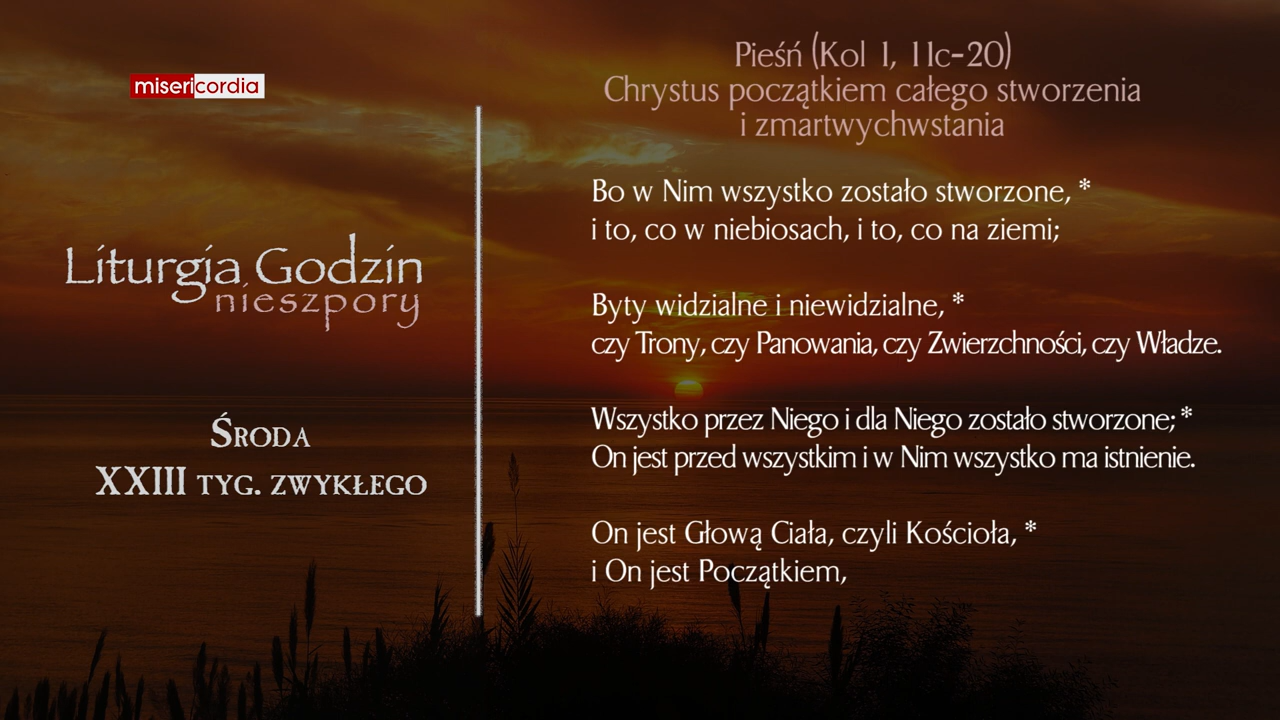 misericordia
Liturgia Godzin
nieszpory
Środa
XXIII tyg. zwykłego
Pieśń (Kol 1, 11c-20)
Chrystus początkiem całego stworzenia
i zmartwychwstania
Bo w Nim wszystko zostało stworzone, *
i to, co w niebiosach, i to, co na ziemi;
Byty widzialne i niewidzialne, *
czy Trony, czy Panowania, czy Zwierzchności, czy Władze.
Wszystko przez Niego i dla Niego zostało stworzone; *
On jest przed wszystkim i w Nim wszystko ma istnienie.
On jest Głową Ciała, czyli Kościoła, *
i On jest Początkiem,